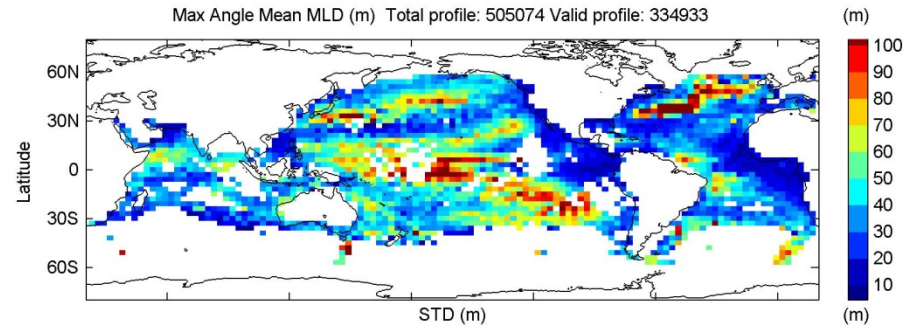 Max Angle Mean MLD (m) Total profile: 505074 Valid profile: 334933
(m)
60N
30N
0
30S
60S
Latitude
100
90
80
70
60
50
40
30
20
10
STD (m)
(m)